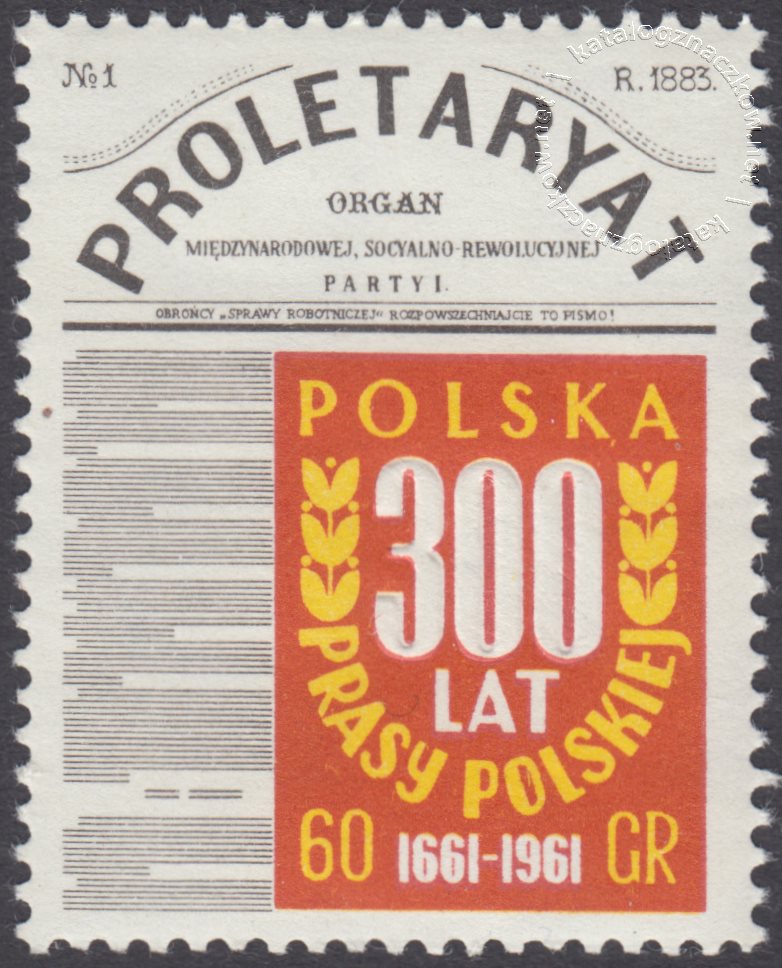 № 1 R. 1883.
PROLETARYAT
ORGAN
MIĘDZYNARODOWEJ, SOCYALNO-REWOLUCYJNEJ
PARTYI.
OBROŃCY „SPRAWY ROBOTNICZEJ“ ROZPOWSZECHNIAJCIE TO PISMO!
POLSKA
300
LAT
PRASY POLSKIEJ
60 1661-1961 GR
katalogznaczkow.net | katalogznaczkow.net |